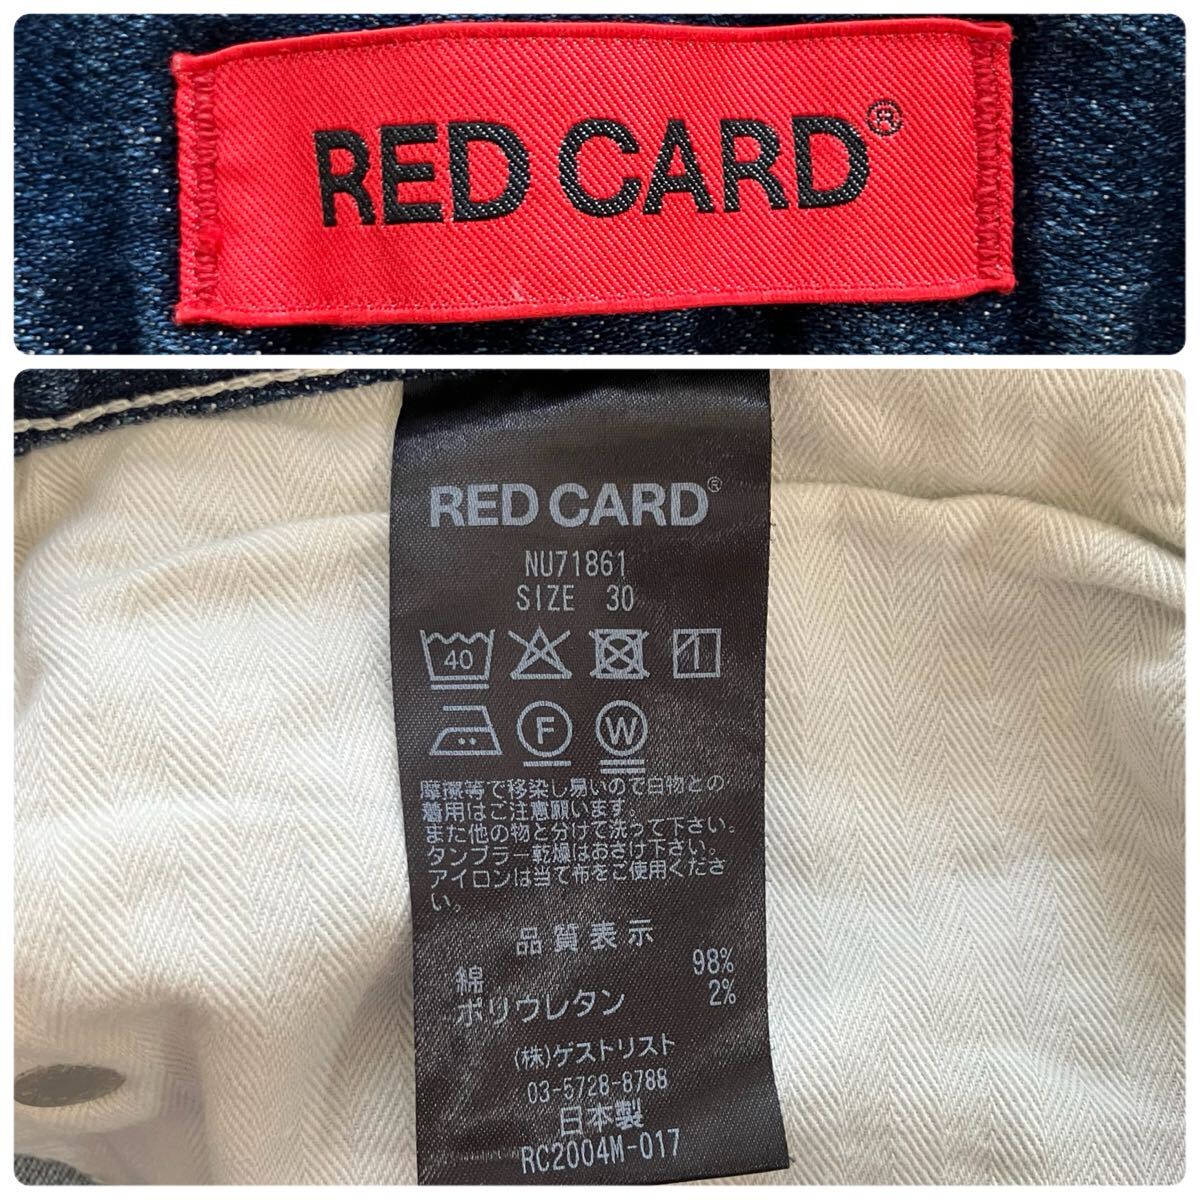 RED CARD®
RED CARD®
NU71861
SIZE 30
40
F W
摩擦等で移染し易いので白物との
着用はご注意願います。
また他の物と分けて洗って下さい。
タンブラー乾燥はおさけ下さい。
アイロンは当て布をご使用くださ
い。
品質表示
綿 98%
ポリウレタン 2%
(株)ゲストリスト
03-5728-8788
日本製
RC2004M-017